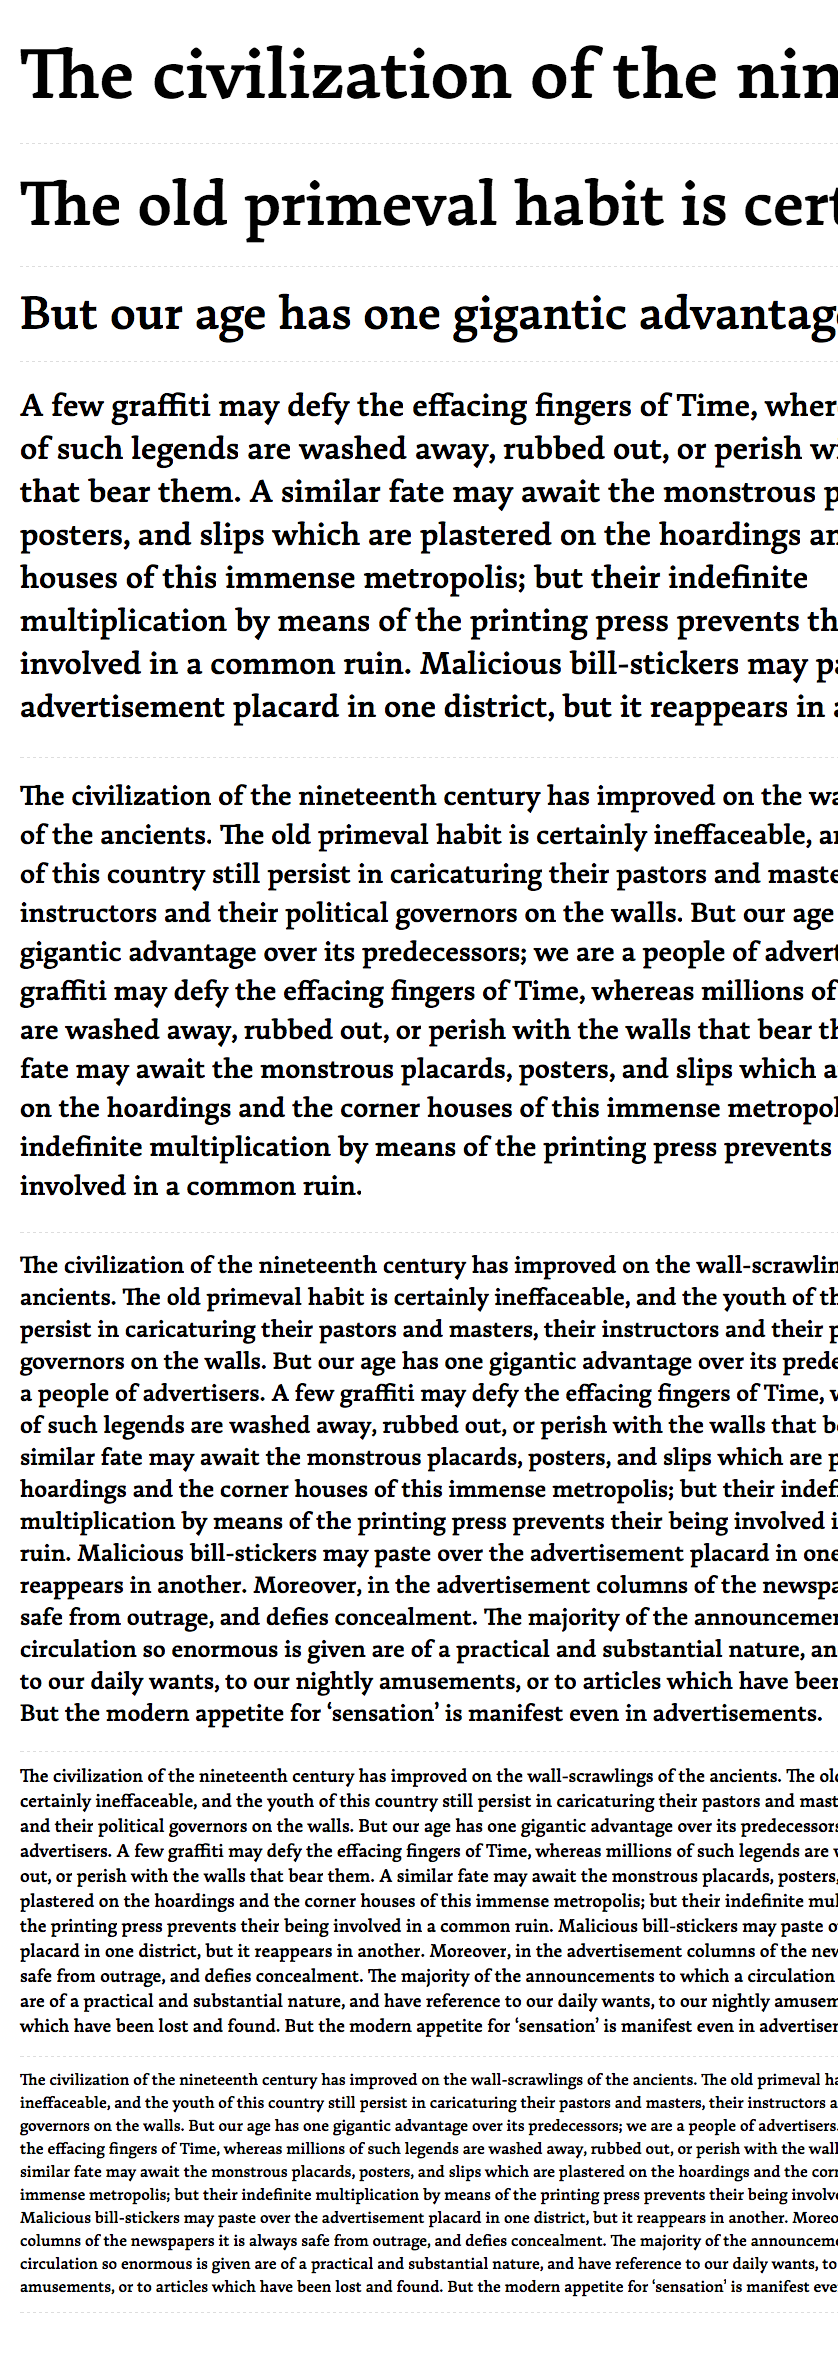 The civilization of the nin
The old primeval habit is cert
But our age has one gigantic advantage
A few graffiti may defy the effacing fingers of Time, wher
of such legends are washed away, rubbed out, or perish wi
that bear them. A similar fate may await the monstrous p
posters, and slips which are plastered on the hoardings an
houses of this immense metropolis; but their indefinite
multiplication by means of the printing press prevents th
involved in a common ruin. Malicious bill-stickers may pa
advertisement placard in one district, but it reappears in a
The civilization of the nineteenth century has improved on the wa
of the ancients. The old primeval habit is certainly ineffaceable, an
of this country still persist in caricaturing their pastors and maste
instructors and their political governors on the walls. But our age
gigantic advantage over its predecessors; we are a people of advert
graffiti may defy the effacing fingers of Time, whereas millions of
are washed away, rubbed out, or perish with the walls that bear th
fate may await the monstrous placards, posters, and slips which a
on the hoardings and the corner houses of this immense metropol
indefinite multiplication by means of the printing press prevents
involved in a common ruin.
The civilization of the nineteenth century has improved on the wall-scrawlin
ancients. The old primeval habit is certainly ineffaceable, and the youth of th
persist in caricaturing their pastors and masters, their instructors and their p
governors on the walls. But our age has one gigantic advantage over its prede
a people of advertisers. A few graffiti may defy the effacing fingers of Time, w
of such legends are washed away, rubbed out, or perish with the walls that be
similar fate may await the monstrous placards, posters, and slips which are p
hoardings and the corner houses of this immense metropolis; but their indefi
multiplication by means of the printing press prevents their being involved i
ruin. Malicious bill-stickers may paste over the advertisement placard in one
reappears in another. Moreover, in the advertisement columns of the newspa
safe from outrage, and defies concealment. The majority of the announcemen
circulation so enormous is given are of a practical and substantial nature, an
to our daily wants, to our nightly amusements, or to articles which have been
But the modern appetite for ‘sensation’ is manifest even in advertisements.
The civilization of the nineteenth century has improved on the wall-scrawlings of the ancients. The old
certainly ineffaceable, and the youth of this country still persist in caricaturing their pastors and mast
and their political governors on the walls. But our age has one gigantic advantage over its predecessors
advertisers. A few graffiti may defy the effacing fingers of Time, whereas millions of such legends are w
out, or perish with the walls that bear them. A similar fate may await the monstrous placards, posters,
plastered on the hoardings and the corner houses of this immense metropolis; but their indefinite mul
the printing press prevents their being involved in a common ruin. Malicious bill-stickers may paste o
placard in one district, but it reappears in another. Moreover, in the advertisement columns of the new
safe from outrage, and defies concealment. The majority of the announcements to which a circulation
are of a practical and substantial nature, and have reference to our daily wants, to our nightly amusem
which have been lost and found. But the modern appetite for ‘sensation’ is manifest even in advertisem
The civilization of the nineteenth century has improved on the wall-scrawlings of the ancients. The old primeval ha
ineffaceable, and the youth of this country still persist in caricaturing their pastors and masters, their instructors a
governors on the walls. But our age has one gigantic advantage over its predecessors; we are a people of advertisers.
the effacing fingers of Time, whereas millions of such legends are washed away, rubbed out, or perish with the wall
similar fate may await the monstrous placards, posters, and slips which are plastered on the hoardings and the corn
immense metropolis; but their indefinite multiplication by means of the printing press prevents their being involve
Malicious bill-stickers may paste over the advertisement placard in one district, but it reappears in another. Moreo
columns of the newspapers it is always safe from outrage, and defies concealment. The majority of the announceme
circulation so enormous is given are of a practical and substantial nature, and have reference to our daily wants, to
amusements, or to articles which have been lost and found. But the modern appetite for ‘sensation’ is manifest eve